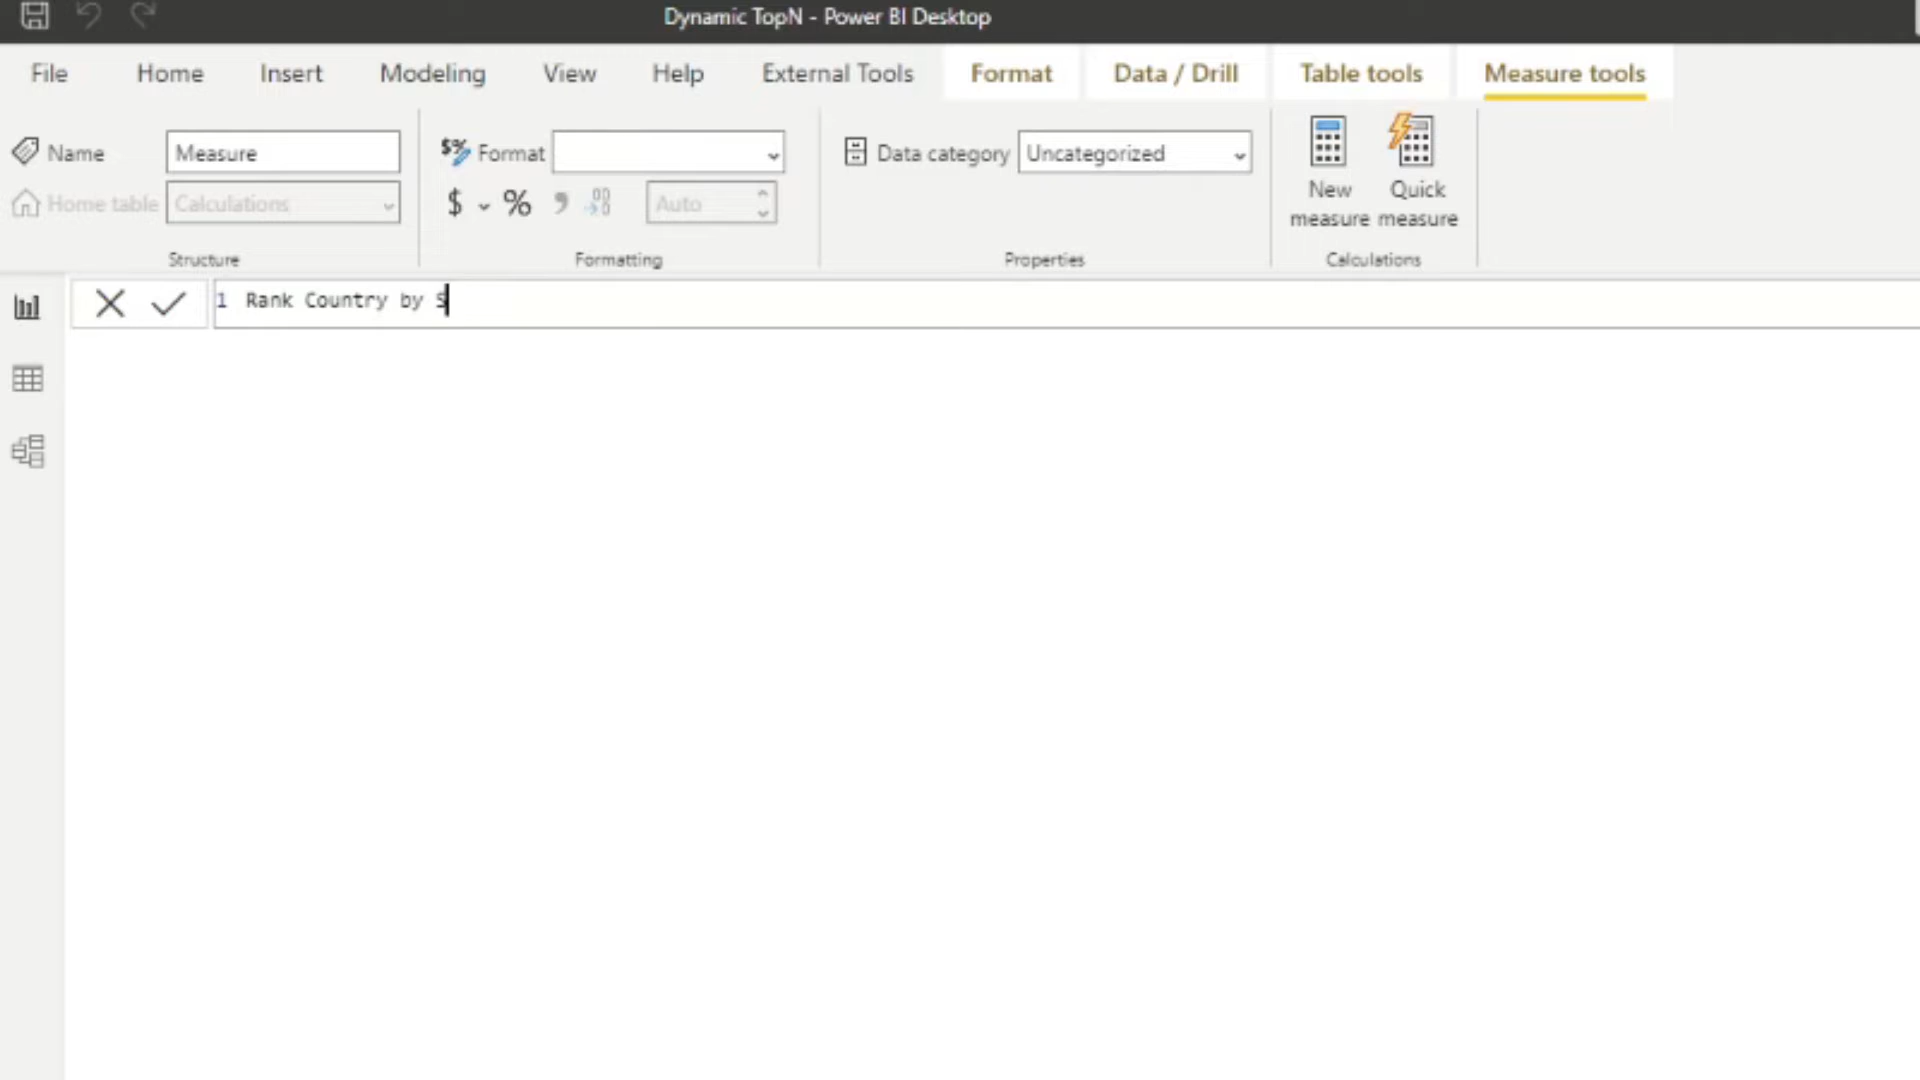 Dynamic TopN - Power BI Desktop
File Home Insert Modeling View Help External Tools Format Data / Drill Table tools Measure tools
Name Measure
Home table Calculations
Structure
$% Format
$ % 9 .00 Auto
Formatting
Data category Uncategorized
Properties
New measure
Quick measure
Calculations
1 Rank Country by S